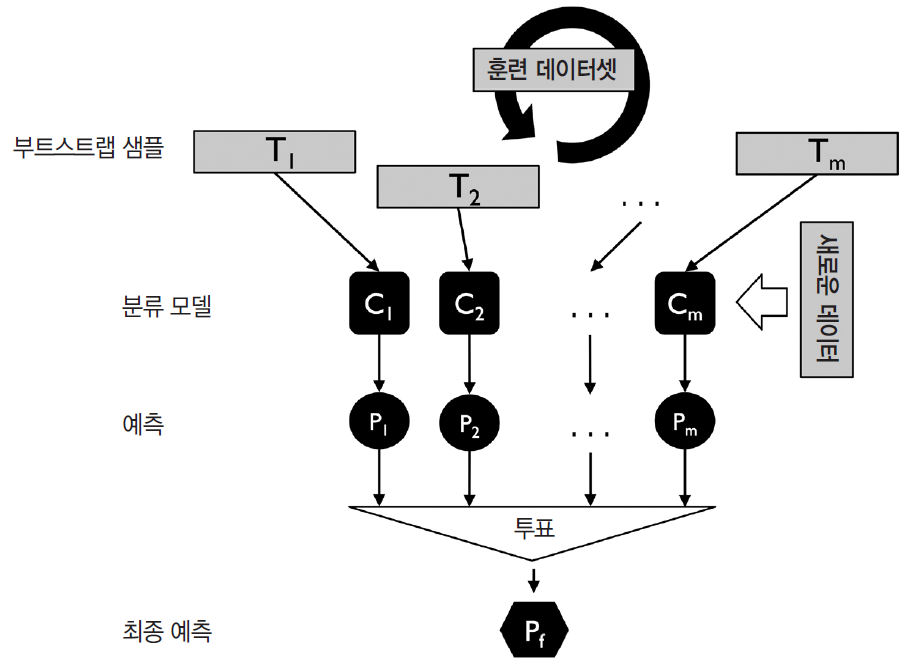 훈련 데이터셋
부트스트랩 샘플 T1 T2 ... Tm
새로운 데이터
분류 모델 C1 C2 ... Cm
예측 P1 P2 ... Pm
투표
최종 예측 Pf